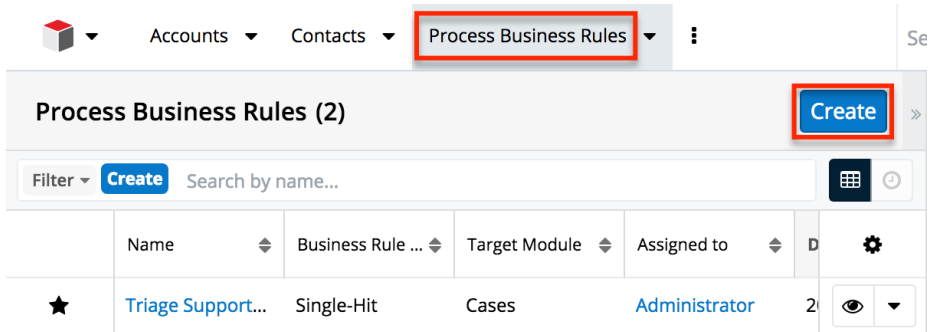 Accounts Contacts Process Business Rules Se
Process Business Rules (2) Create »
Filter Create Search by name...
Name Business Rule ... Target Module Assigned to D
Triage Support... Single-Hit Cases Administrator 20